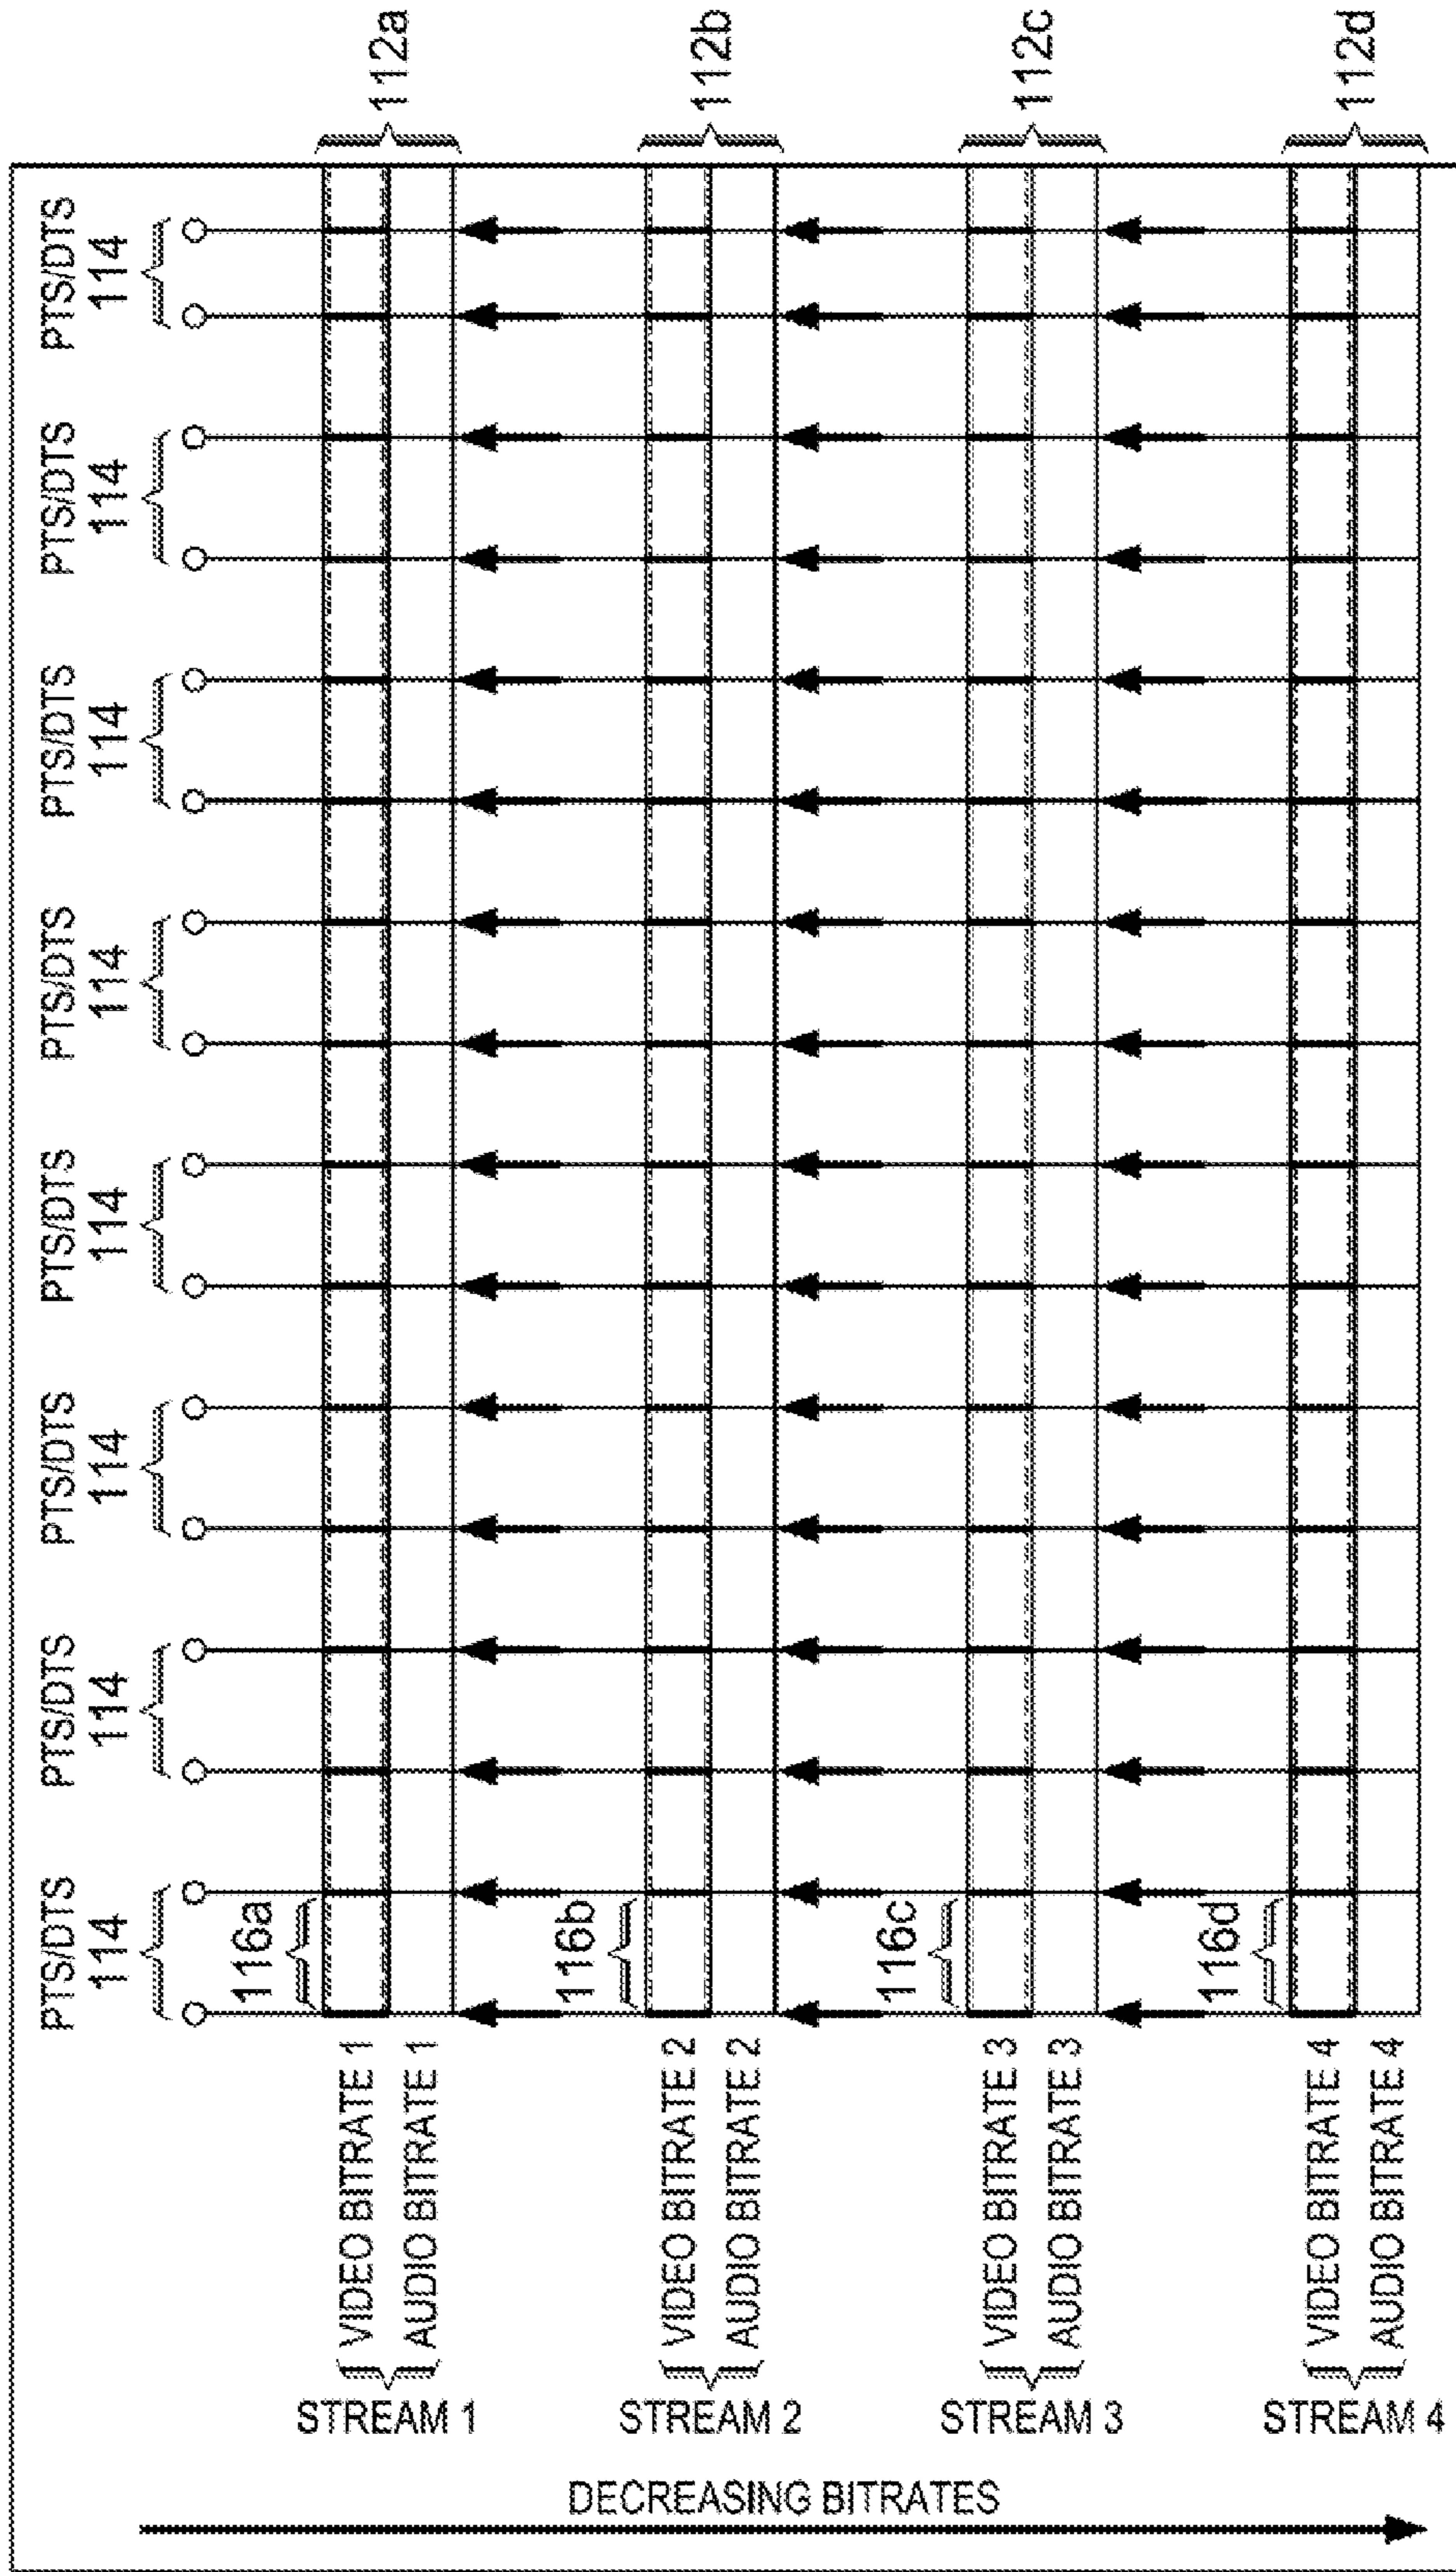 PTS/DTS PTS/DTS PTS/DTS PTS/DTS PTS/DTS PTS/DTS PTS/DTS PTS/DTS
114 114 114 114 114 114 114 114
116a
STREAM 1
VIDEO BITRATE 1
AUDIO BITRATE 1
112a
116b
STREAM 2
VIDEO BITRATE 2
AUDIO BITRATE 2
112b
116c
STREAM 3
VIDEO BITRATE 3
AUDIO BITRATE 3
112c
116d
STREAM 4
VIDEO BITRATE 4
AUDIO BITRATE 4
112d
DECREASING BITRATES